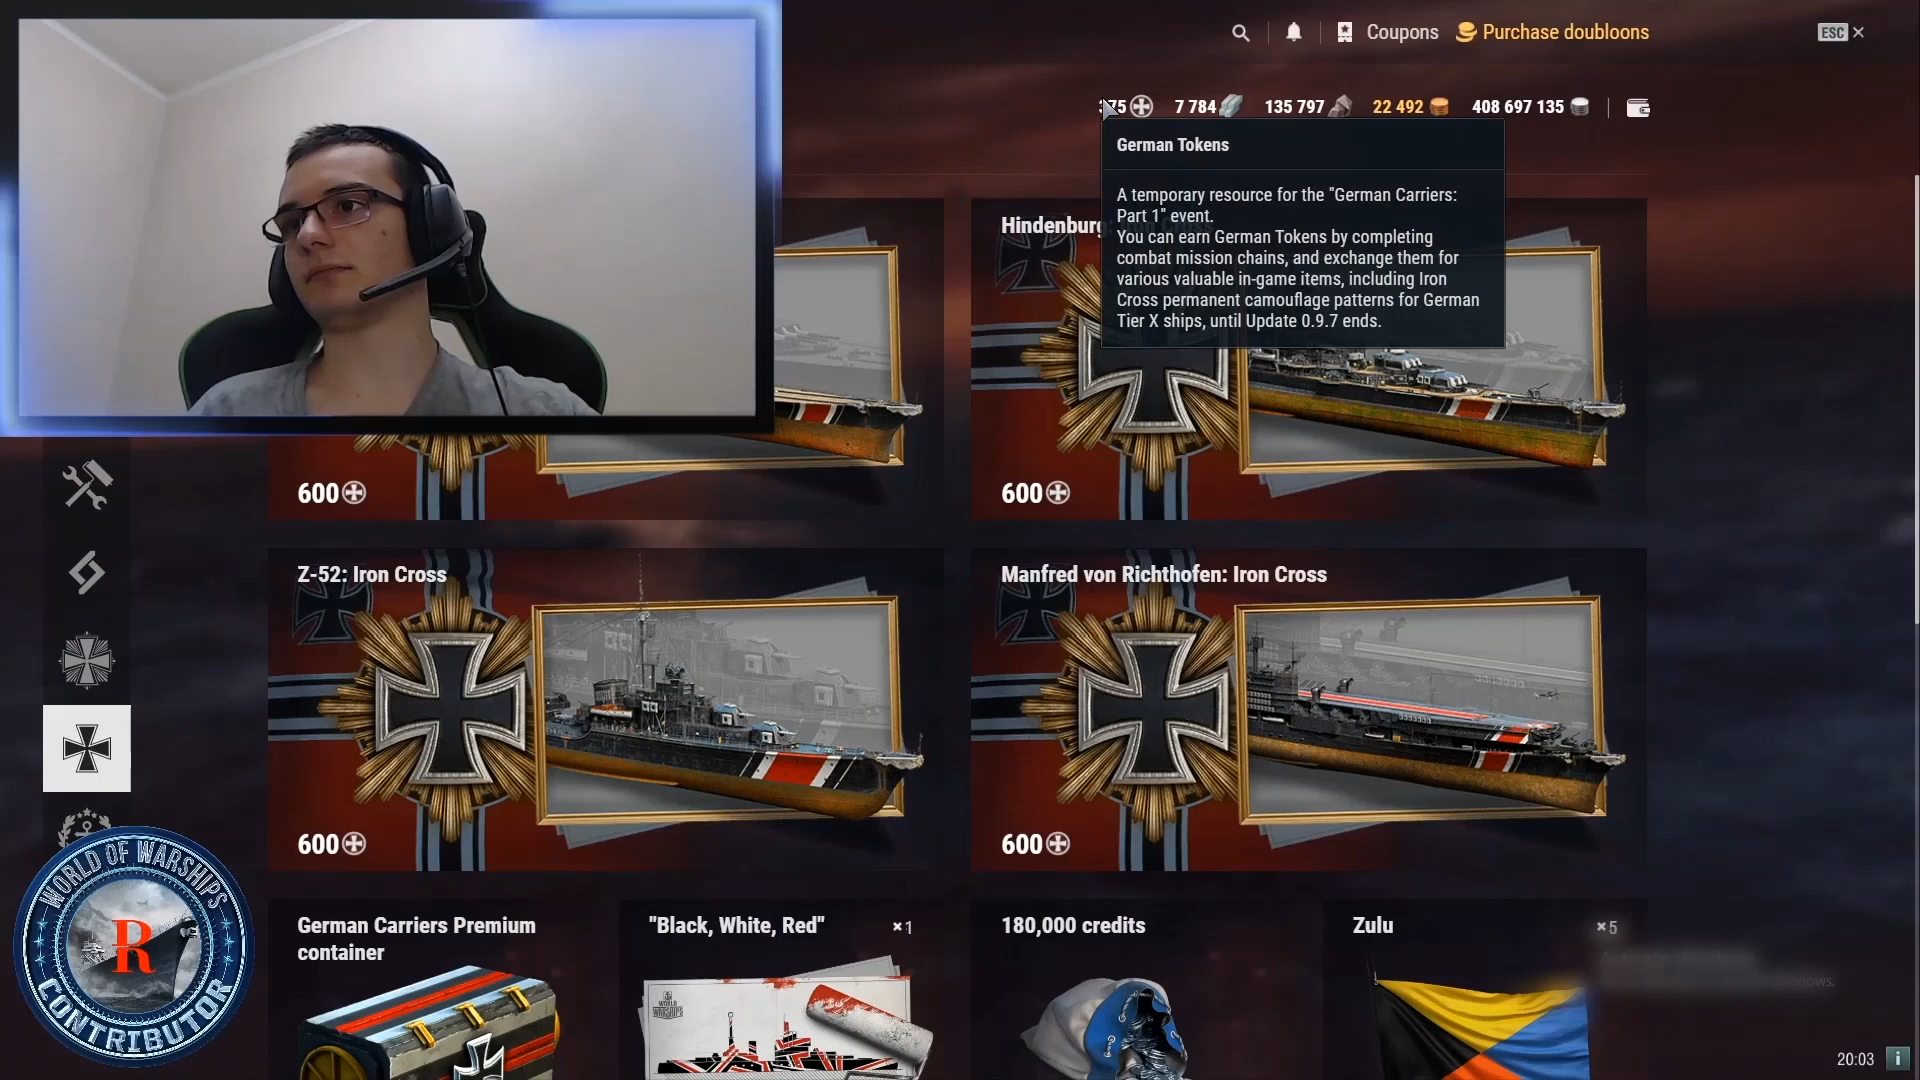 Coupons
Purchase doubloons
ESC
7 784
135 797
22 492
408 697 135
German Tokens
A temporary resource for the "German Carriers:
Part 1" event.
You can earn German Tokens by completing
combat mission chains, and exchange them for
various valuable in-game items, including Iron
Cross permanent camouflage patterns for German
Tier X ships, until Update 0.9.7 ends.
Hindenburg
600
600
Z-52: Iron Cross
Manfred von Richthofen: Iron Cross
600
600
German Carriers Premium
container
"Black, White, Red"
×1
180,000 credits
Zulu
×5
WORLD OF WARSHIPS
R
CONTRIBUTOR
WORLD
WARSHIPS
20:03
i